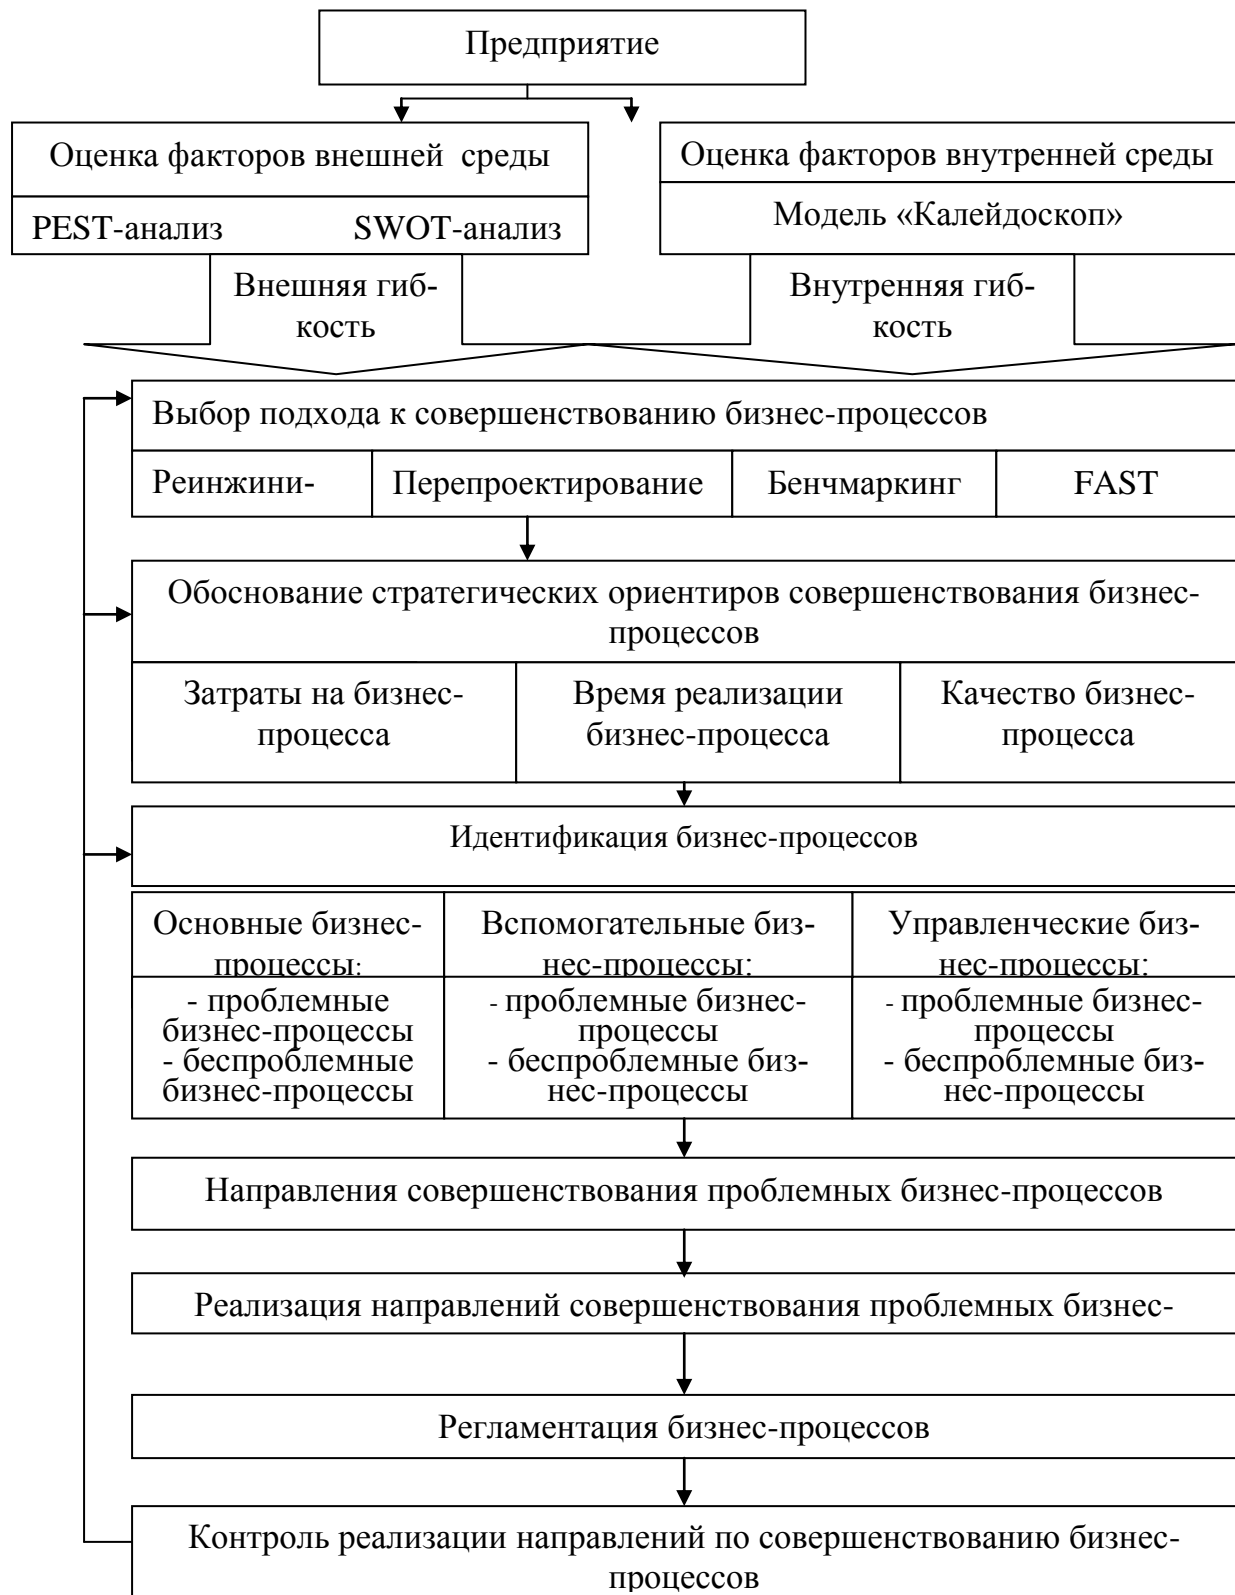 Предприятие
Оценка факторов внешней среды
Оценка факторов внутренней среды
PEST-анализ SWOT-анализ
Модель «Калейдоскоп»
Внешняя гиб-
кость
Внутренняя гиб-
кость
Выбор подхода к совершенствованию бизнес-процессов
Реинжини-
Перепроектирование
Бенчмаркинг
FAST
Обоснование стратегических ориентиров совершенствования бизнес-
процессов
Затраты на бизнес-
процесса
Время реализации
бизнес-процесса
Качество бизнес-
процесса
Идентификация бизнес-процессов
Основные бизнес-
процессы:
Вспомогательные биз-
нес-процессы:
Управленческие биз-
нес-процессы:
- проблемные
бизнес-процессы
- беспроблемные
бизнес-процессы
- проблемные бизнес-
процессы
- беспроблемные биз-
нес-процессы
- проблемные бизнес-
процессы
- беспроблемные биз-
нес-процессы
Направления совершенствования проблемных бизнес-процессов
Реализация направлений совершенствования проблемных бизнес-
Регламентация бизнес-процессов
Контроль реализации направлений по совершенствованию бизнес-
процессов